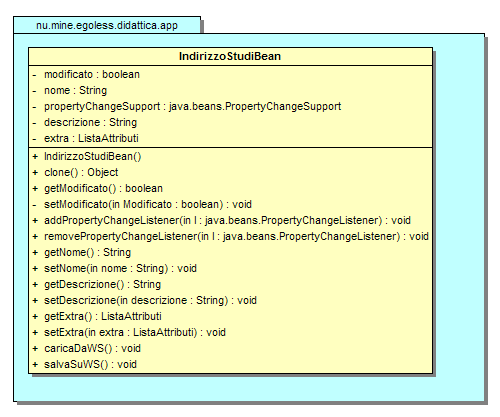 nu.mine.egoless.didattica.app
IndirizzoStudiBean
- modificato : boolean
- nome : String
- propertyChangeSupport : java.beans.PropertyChangeSupport
- descrizione : String
- extra : ListaAttributi
+ IndirizzoStudiBean()
+ clone() : Object
+ getModificato() : boolean
- setModificato(in Modificato : boolean) : void
+ addPropertyChangeListener(in l : java.beans.PropertyChangeListener) : void
+ removePropertyChangeListener(in l : java.beans.PropertyChangeListener) : void
+ getNome() : String
+ setNome(in nome : String) : void
+ getDescrizione() : String
+ setDescrizione(in descrizione : String) : void
+ getExtra() : ListaAttributi
+ setExtra(in extra : ListaAttributi) : void
+ caricaDaWS() : void
+ salvaSuWS() : void